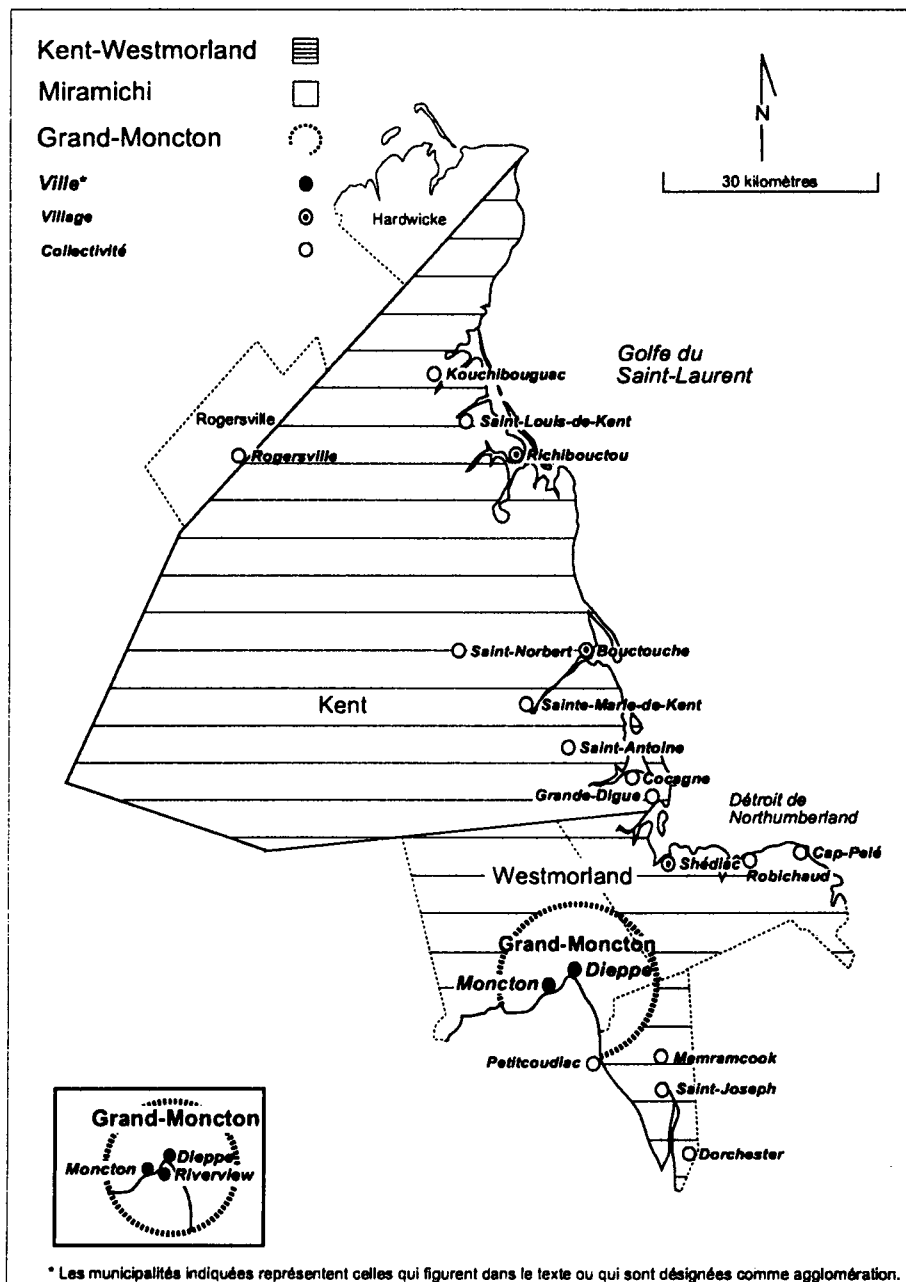 Kent-Westmorland
Miramichi
Grand-Moncton
Ville*
Village
Collectivité
N
30 kilomètres
Hardwicke
Golfe du
Saint-Laurent
Kouchibouguac
Saint-Louis-de-Kent
Rogersville
Rogersville
Richibouctou
Saint-Norbert
Bouctouche
Kent
Sainte-Marie-de-Kent
Saint-Antoine
Cocagne
Grande-Digue
Détroit de
Northumberland
Cap-Pelé
Shédiac
Robichaud
Westmorland
Grand-Moncton
Dieppe
Moncton
Petitcoudiac
Memramcook
Saint-Joseph
Dorchester
Grand-Moncton
Dieppe
Moncton
Riverview
* Les municipalités indiquées représentent celles qui figurent dans le texte ou qui sont désignées comme agglomération.